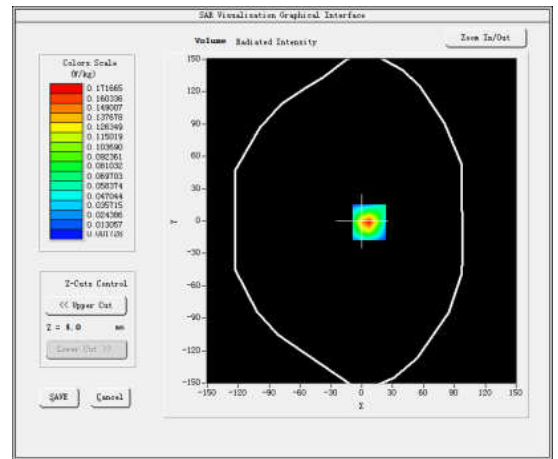 SAR Visualisation Graphical Interface
Volume Radiated Intensity
Zoom In/Out
Colors Scale
(W/kg)
0.171665
0.160336
0.149007
0.137678
0.126349
0.115019
0.103690
0.092361
0.081032
0.069703
0.058374
0.047044
0.035715
0.024386
0.013057
0.001728
150
120
90
60
30
0
-30
-60
-90
-120
-150
Y
-150 -120 -90 -60 -30 0 30 60 90 120 150
X
Z-Cuts Control
<< Upper Cut
Z = 4.0 mm
Lower Cut >>
SAVE Cancel